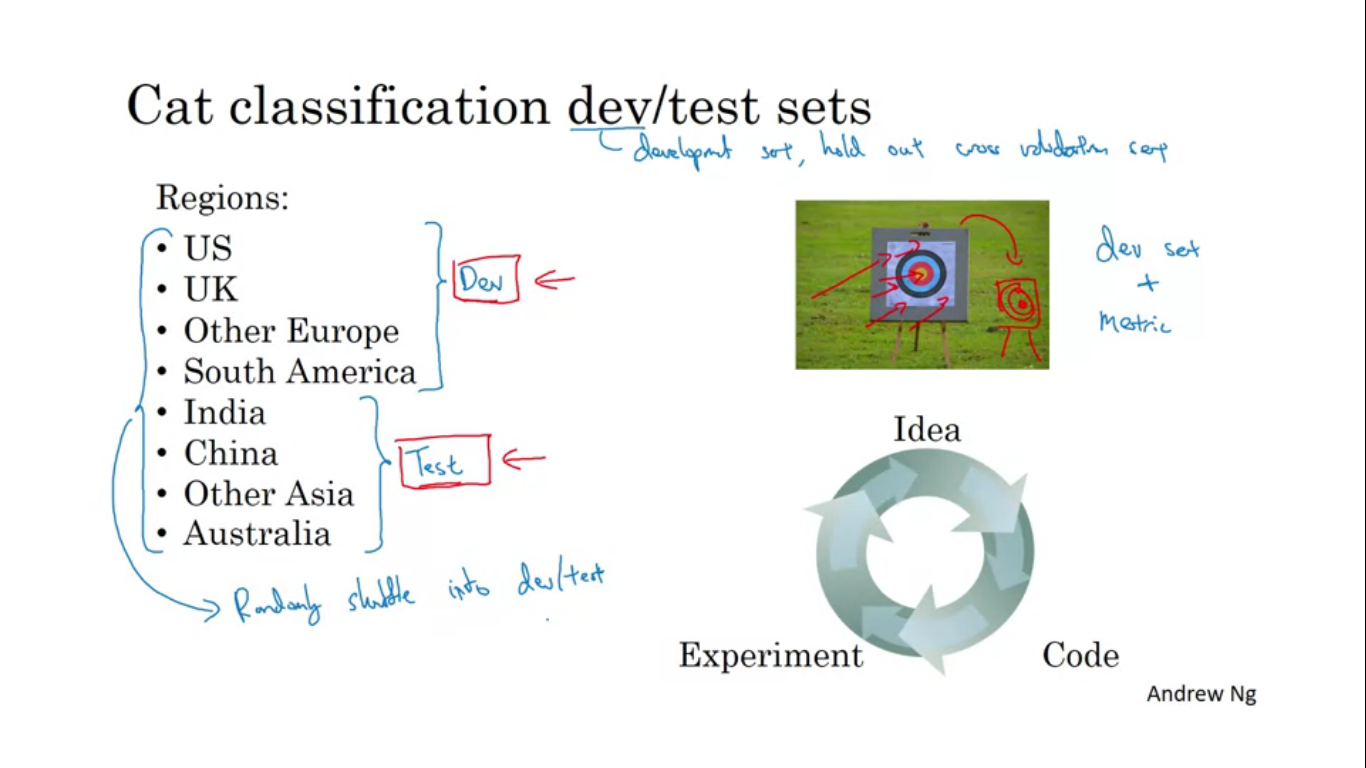 Cat classification dev/test sets
development set, hold out cross validation set
Regions:
• US
• UK
• Other Europe
• South America
• India
• China
• Other Asia
• Australia
Dev
Test
Randomly shuffle into dev/test
dev set
+
Metric
Idea
Experiment
Code
Andrew Ng